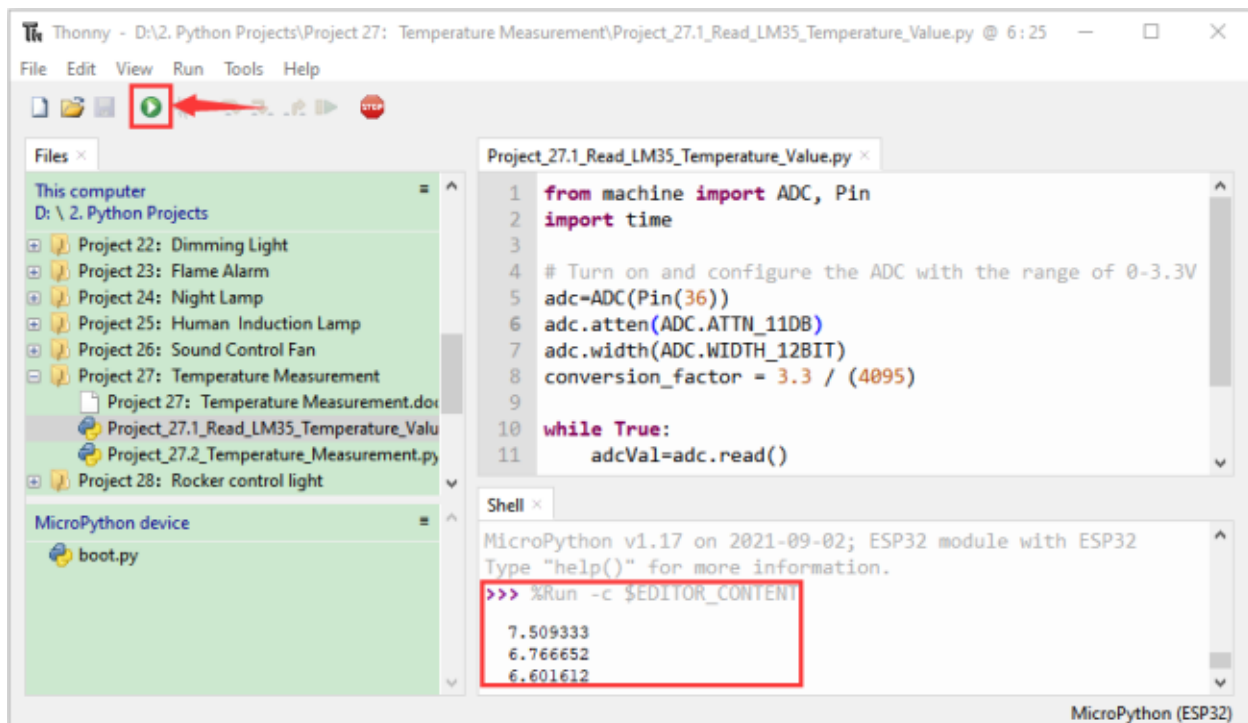 Thonny - D:\2. Python Projects\Project 27: Temperature Measurement\Project_27.1_Read_LM35_Temperature_Value.py @ 6:25
File Edit View Run Tools Help
STOP
Files
This computer
D: \ 2. Python Projects
Project 22: Dimming Light
Project 23: Flame Alarm
Project 24: Night Lamp
Project 25: Human Induction Lamp
Project 26: Sound Control Fan
Project 27: Temperature Measurement
Project 27: Temperature Measurement.doc
Project_27.1_Read_LM35_Temperature_Valu
Project_27.2_Temperature_Measurement.py
Project 28: Rocker control light
MicroPython device
boot.py
Project_27.1_Read_LM35_Temperature_Value.py
1 from machine import ADC, Pin
2 import time
3
4 # Turn on and configure the ADC with the range of 0-3.3V
5 adc=ADC(Pin(36))
6 adc.atten(ADC.ATTN_11DB)
7 adc.width(ADC.WIDTH_12BIT)
8 conversion_factor = 3.3 / (4095)
9
10 while True:
11     adcVal=adc.read()
Shell
MicroPython v1.17 on 2021-09-02; ESP32 module with ESP32
Type "help()" for more information.
>>> %Run -c $EDITOR_CONTENT
7.509333
6.766652
6.601612
MicroPython (ESP32)